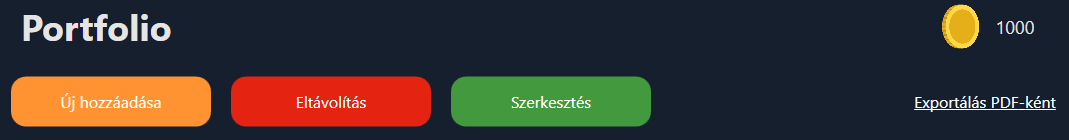 Portfolio
1000
Új hozzáadása
Eltávolítás
Szerkesztés
Exportálás PDF-ként